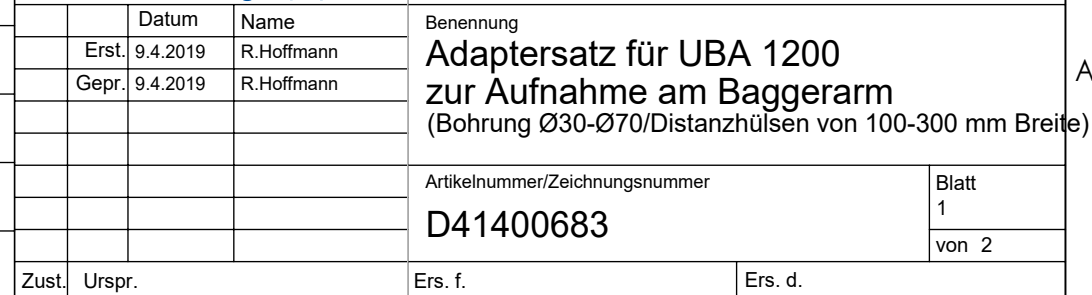 Datum Name
Erst. 9.4.2019 R.Hoffmann
Gepr. 9.4.2019 R.Hoffmann
Benennung
Adaptersatz für UBA 1200
zur Aufnahme am Baggerarm
(Bohrung Ø30-Ø70/Distanzhülsen von 100-300 mm Breite)
A
Artikelnummer/Zeichnungsnummer
D41400683
Blatt
1
von 2
Zust. Urspr. Ers. f. Ers. d.